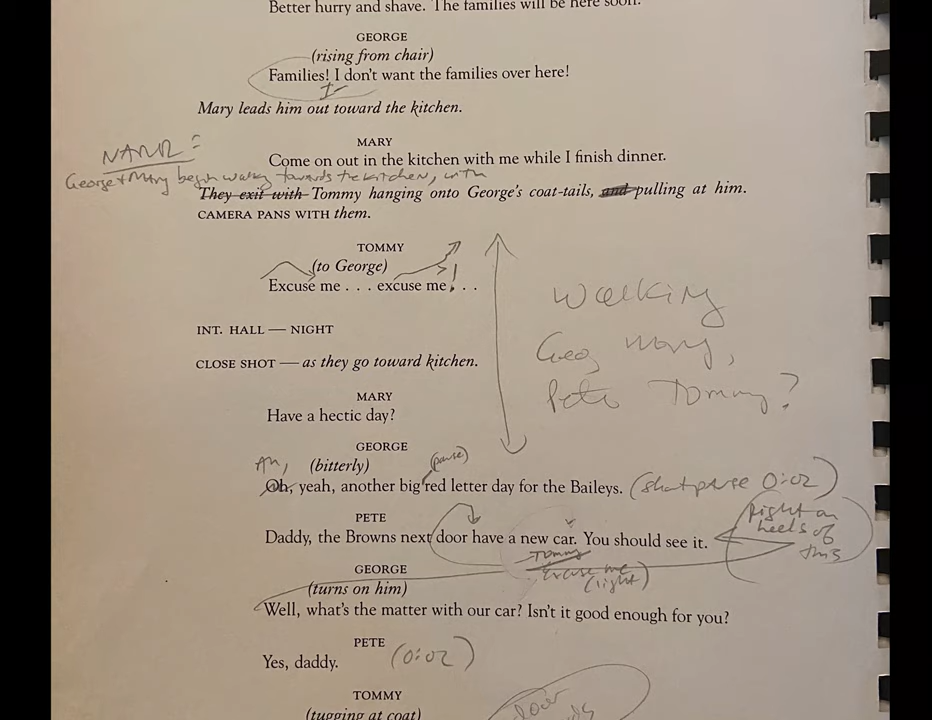 Better hurry and shave. The families will be here soon.
GEORGE
(rising from chair)
Families! I don't want the families over here!
Mary leads him out toward the kitchen.
MARY
NARR =
Come on out in the kitchen with me while I finish dinner.
George + Mary begin walking towards the kitchen, with
They exit with Tommy hanging onto George's coat-tails, and pulling at him.
CAMERA PANS WITH them.
TOMMY
(to George)
Excuse me . . . excuse me! . .
Walking
Mary,
Pete Tommy?
INT. HALL — NIGHT
CLOSE SHOT — as they go toward kitchen.
MARY
Have a hectic day?
GEORGE
Ah, (bitterly) (pause)
Oh, yeah, another big red letter day for the Baileys. (short pause 0:02)
Right on
heels of
this
PETE
Daddy, the Browns next door have a new car. You should see it.
Tommy
excuse me
(light)
GEORGE
(turns on him)
Well, what's the matter with our car? Isn't it good enough for you?
PETE
Yes, daddy. (0:02)
TOMMY
(tugging at coat)